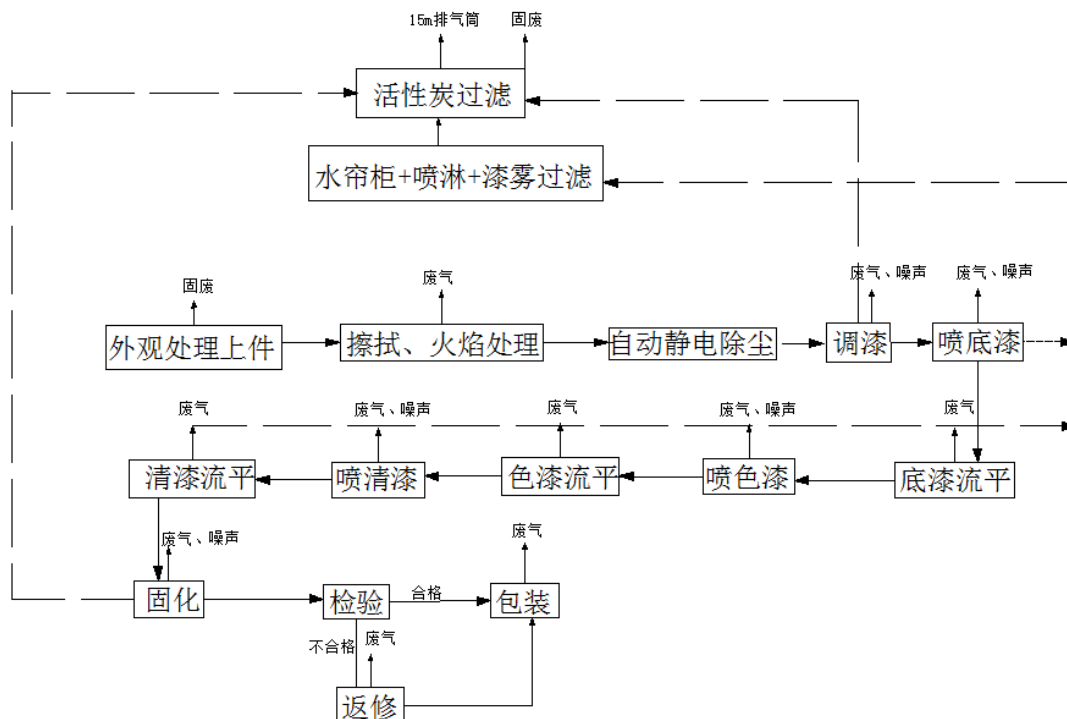 15m排气筒
固废
活性炭过滤
水帘柜+喷淋+漆雾过滤
固废
废气
废气、噪声
废气、噪声
外观处理上件
擦拭、火焰处理
自动静电除尘
调漆
喷底漆
废气
废气、噪声
废气
废气、噪声
废气
清漆流平
喷清漆
色漆流平
喷色漆
底漆流平
废气、噪声
废气
固化
检验
合格
包装
不合格
废气
返修